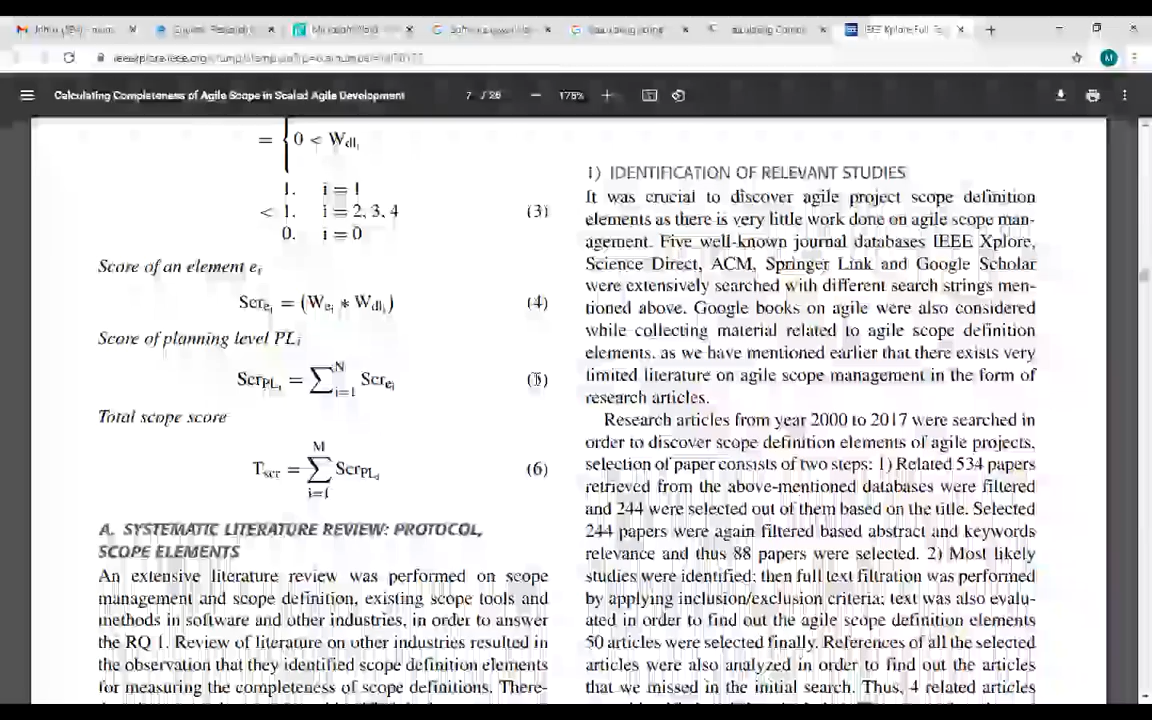 Calculating Completeness of Agile Scope in Scaled Agile Development
7 / 26
175%
= { 0 < W_dl_i
1. i = 1
< 1. i = 2, 3, 4 (3)
0. i = 0
Score of an element e_i
Scr_e_i = (W_e_i * W_dl_i) (4)
Score of planning level PL_i
Scr_PL_i = ∑_{i=1}^{N} Scr_e_i (5)
Total scope score
T_scr = ∑_{i=1}^{M} Scr_PL_i (6)
A. SYSTEMATIC LITERATURE REVIEW: PROTOCOL,
SCOPE ELEMENTS
An extensive literature review was performed on scope
management and scope definition, existing scope tools and
methods in software and other industries, in order to answer
the RQ 1. Review of literature on other industries resulted in
the observation that they identified scope definition elements
for measuring the completeness of scope definitions. There-
1) IDENTIFICATION OF RELEVANT STUDIES
It was crucial to discover agile project scope definition
elements as there is very little work done on agile scope man-
agement. Five well-known journal databases IEEE Xplore,
Science Direct, ACM, Springer Link and Google Scholar
were extensively searched with different search strings men-
tioned above. Google books on agile were also considered
while collecting material related to agile scope definition
elements, as we have mentioned earlier that there exists very
limited literature on agile scope management in the form of
research articles.
Research articles from year 2000 to 2017 were searched in
order to discover scope definition elements of agile projects,
selection of paper consists of two steps: 1) Related 534 papers
retrieved from the above-mentioned databases were filtered
and 244 were selected out of them based on the title. Selected
244 papers were again filtered based abstract and keywords
relevance and thus 88 papers were selected. 2) Most likely
studies were identified; then full text filtration was performed
by applying inclusion/exclusion criteria; text was also evalu-
ated in order to find out the agile scope definition elements
50 articles were selected finally. References of all the selected
articles were also analyzed in order to find out the articles
that we missed in the initial search. Thus, 4 related articles